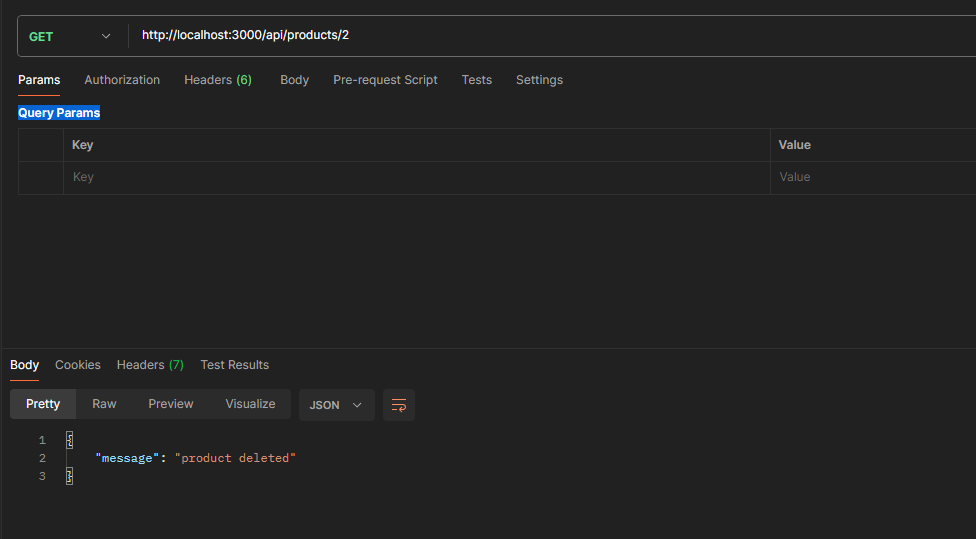 GET http://localhost:3000/api/products/2
Params Authorization Headers (6) Body Pre-request Script Tests Settings
Query Params
Key Value
Key Value
Body Cookies Headers (7) Test Results
Pretty Raw Preview Visualize JSON
1 {
2 "message": "product deleted"
3 }